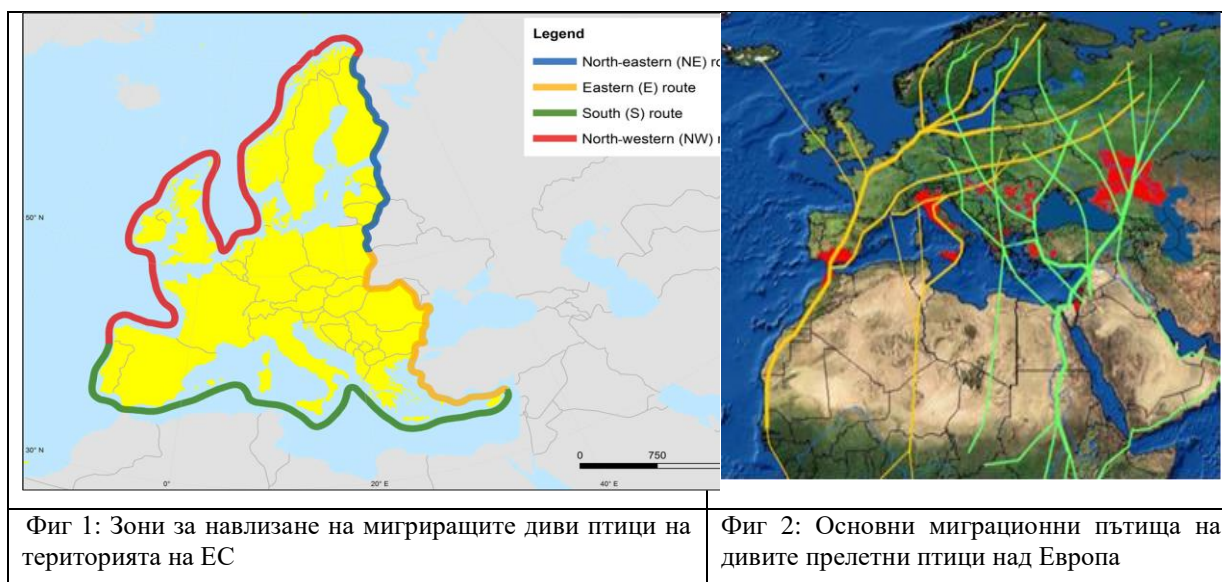 Legend
North-eastern (NE) ro
Eastern (E) route
South (S) route
North-western (NW) r
50° N
30° N
0°
20° E
40° E
0
750
Фиг 1: Зони за навлизане на мигриращите диви птици на
територията на ЕС
Фиг 2: Основни миграционни пътища на
дивите прелетни птици над Европа